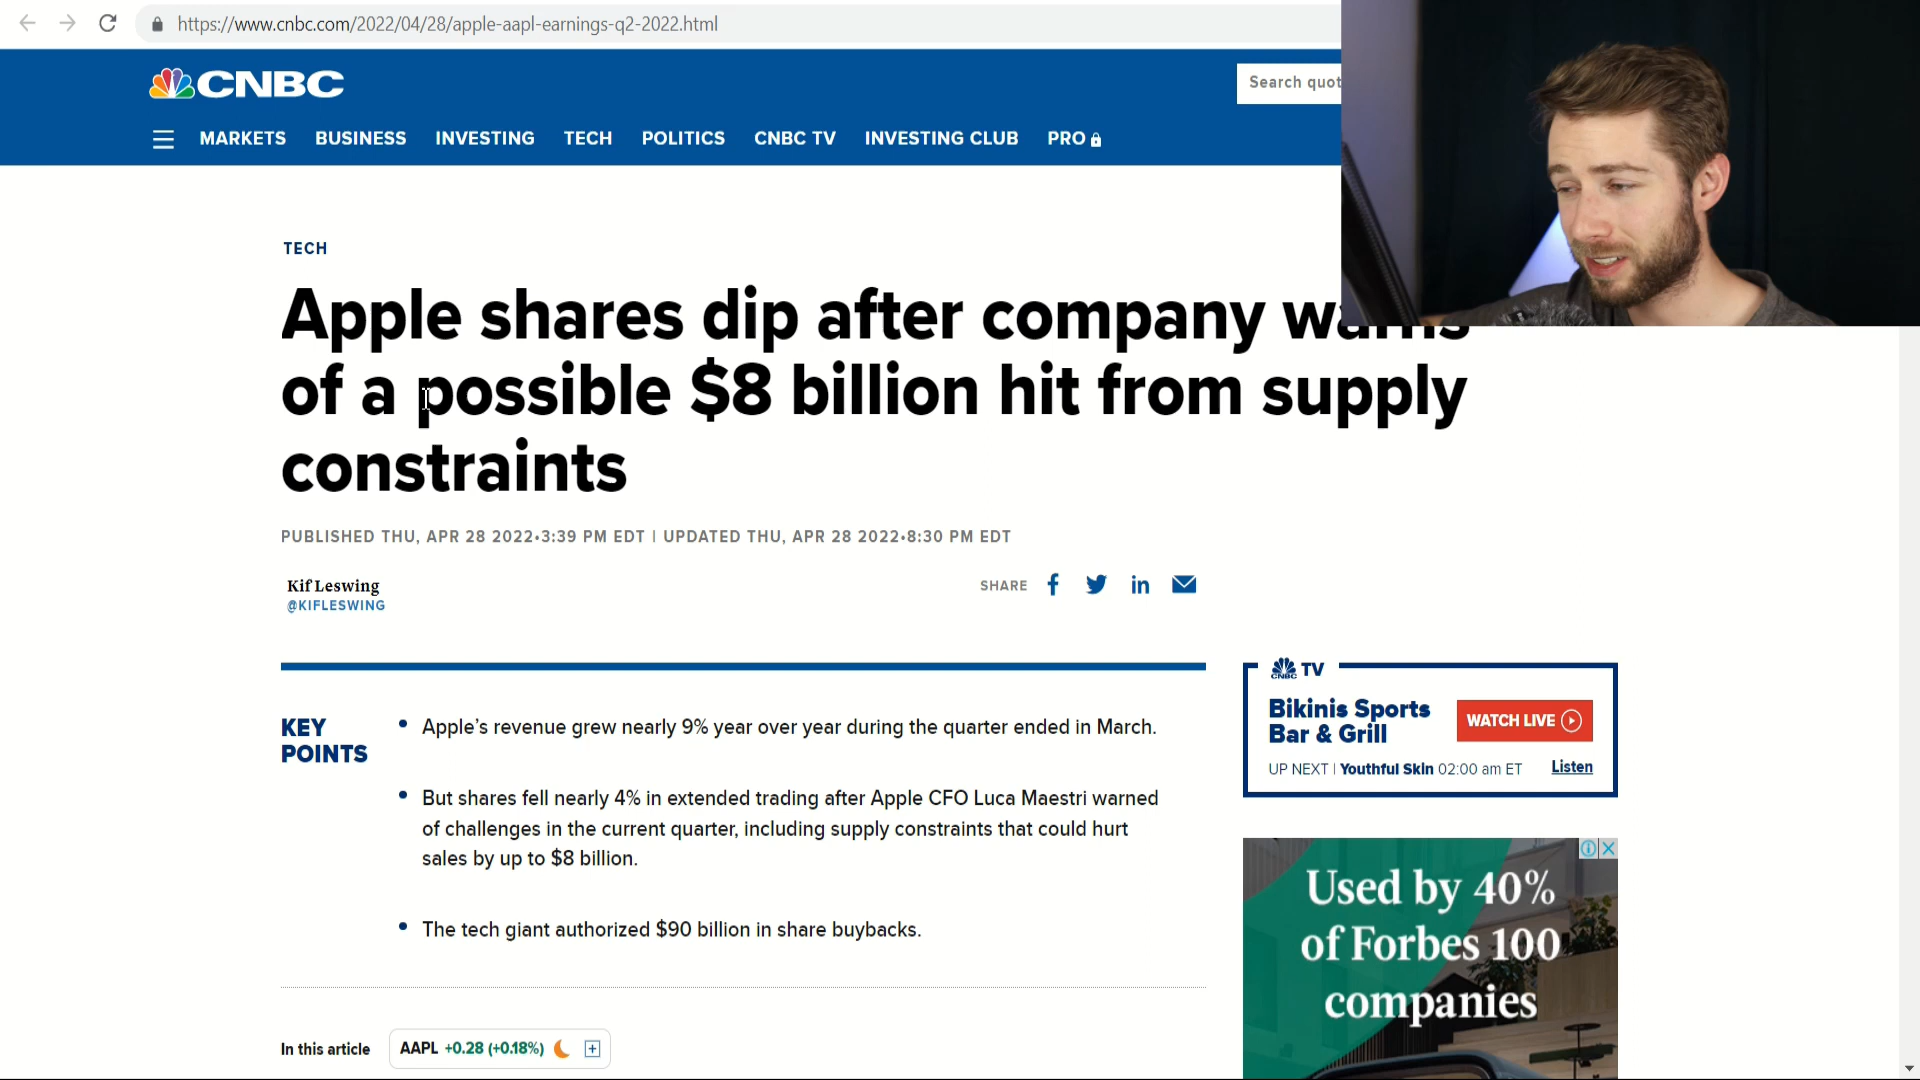 https://www.cnbc.com/2022/04/28/apple-aapl-earnings-q2-2022.html
CNBC
Search quot
MARKETS BUSINESS INVESTING TECH POLITICS CNBC TV INVESTING CLUB PRO
TECH
Apple shares dip after company warns
of a possible $8 billion hit from supply
constraints
PUBLISHED THU, APR 28 2022•3:39 PM EDT | UPDATED THU, APR 28 2022•8:30 PM EDT
Kif Leswing
@KIFLESWING
SHARE
KEY
POINTS
• Apple’s revenue grew nearly 9% year over year during the quarter ended in March.
• But shares fell nearly 4% in extended trading after Apple CFO Luca Maestri warned
of challenges in the current quarter, including supply constraints that could hurt
sales by up to $8 billion.
• The tech giant authorized $90 billion in share buybacks.
In this article AAPL +0.28 (+0.18%)
CNBC TV
Bikinis Sports
Bar & Grill
WATCH LIVE
UP NEXT | Youthful Skin 02:00 am ET Listen
Used by 40%
of Forbes 100
companies